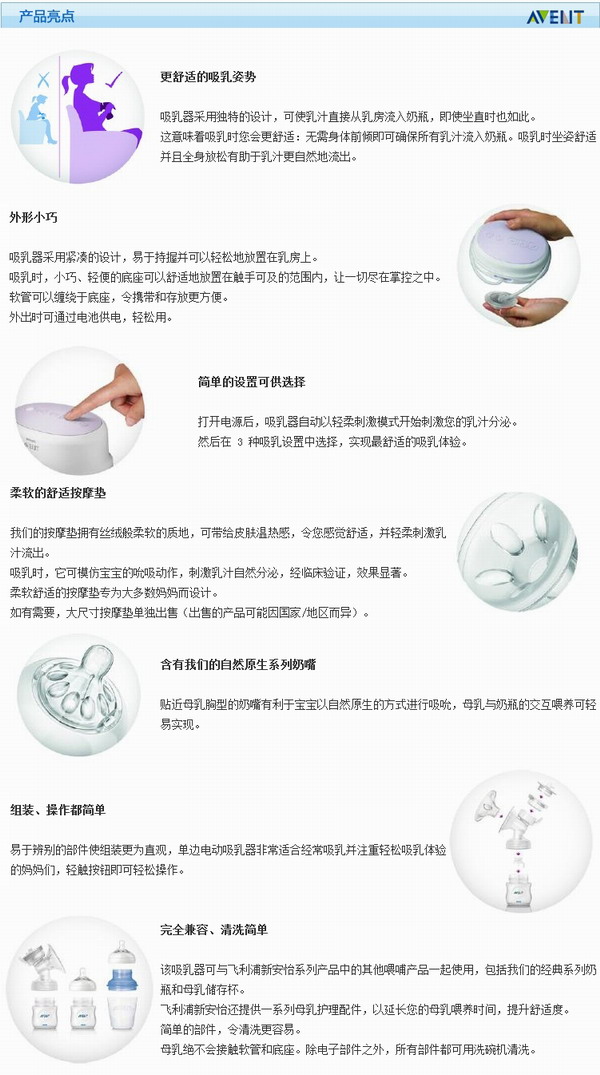 产品亮点
AVENT
更舒适的吸乳姿势
吸乳器采用独特的设计，可使乳汁直接从乳房流入奶瓶，即使坐直时也如此。
这意味着吸乳时您会更舒适：无需身体前倾即可确保所有乳汁流入奶瓶。吸乳时坐姿舒适
并且全身放松有助于乳汁更自然地流出。
外形小巧
吸乳器采用紧凑的设计，易于持握并可以轻松地放置在乳房上。
吸乳时，小巧、轻便的底座可以舒适地放置在触手可及的范围内，让一切尽在掌控之中。
软管可以缠绕于底座，令携带和存放更方便。
外出时可通过电池供电，轻松用。
简单的设置可供选择
打开电源后，吸乳器自动以轻柔刺激模式开始刺激您的乳汁分泌。
然后在 3 种吸乳设置中选择，实现最舒适的吸乳体验。
柔软的舒适按摩垫
我们的按摩垫拥有丝绒般柔软的质地，可带给皮肤温热感，令您感觉舒适，并轻柔刺激乳
汁流出。
吸乳时，它可模仿宝宝的吮吸动作，刺激乳汁自然分泌，经临床验证，效果显著。
柔软舒适的按摩垫专为大多数妈妈而设计。
如有需要，大尺寸按摩垫单独出售（出售的产品可能因国家/地区而异）。
含有我们的自然原生系列奶嘴
贴近母乳胸型的奶嘴有利于宝宝以自然原生的方式进行吸吮，母乳与奶瓶的交互喂养可轻
易实现。
组装、操作都简单
易于辨别的部件使组装更为直观，单边电动吸乳器非常适合经常吸乳并注重轻松吸乳体验
的妈妈们，轻触按钮即可轻松操作。
完全兼容、清洗简单
该吸乳器可与飞利浦新安怡系列产品中的其他喂哺产品一起使用，包括我们的经典系列奶
瓶和母乳储存杯。
飞利浦新安怡还提供一系列母乳护理配件，以延长您的母乳喂养时间，提升舒适度。
简单的部件，令清洗更容易。
母乳绝不会接触软管和底座。除电子部件之外，所有部件都可用洗碗机清洗。